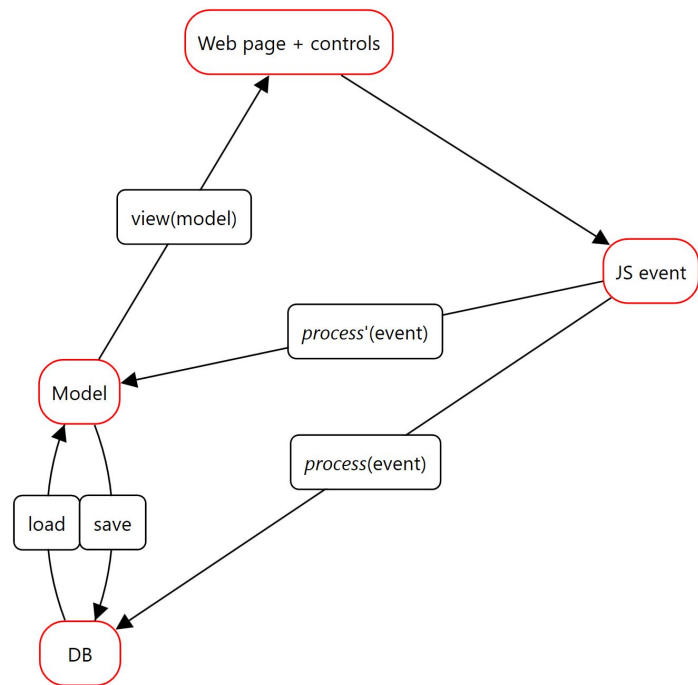 Web page + controls
view(model)
JS event
process'(event)
Model
process(event)
load
save
DB